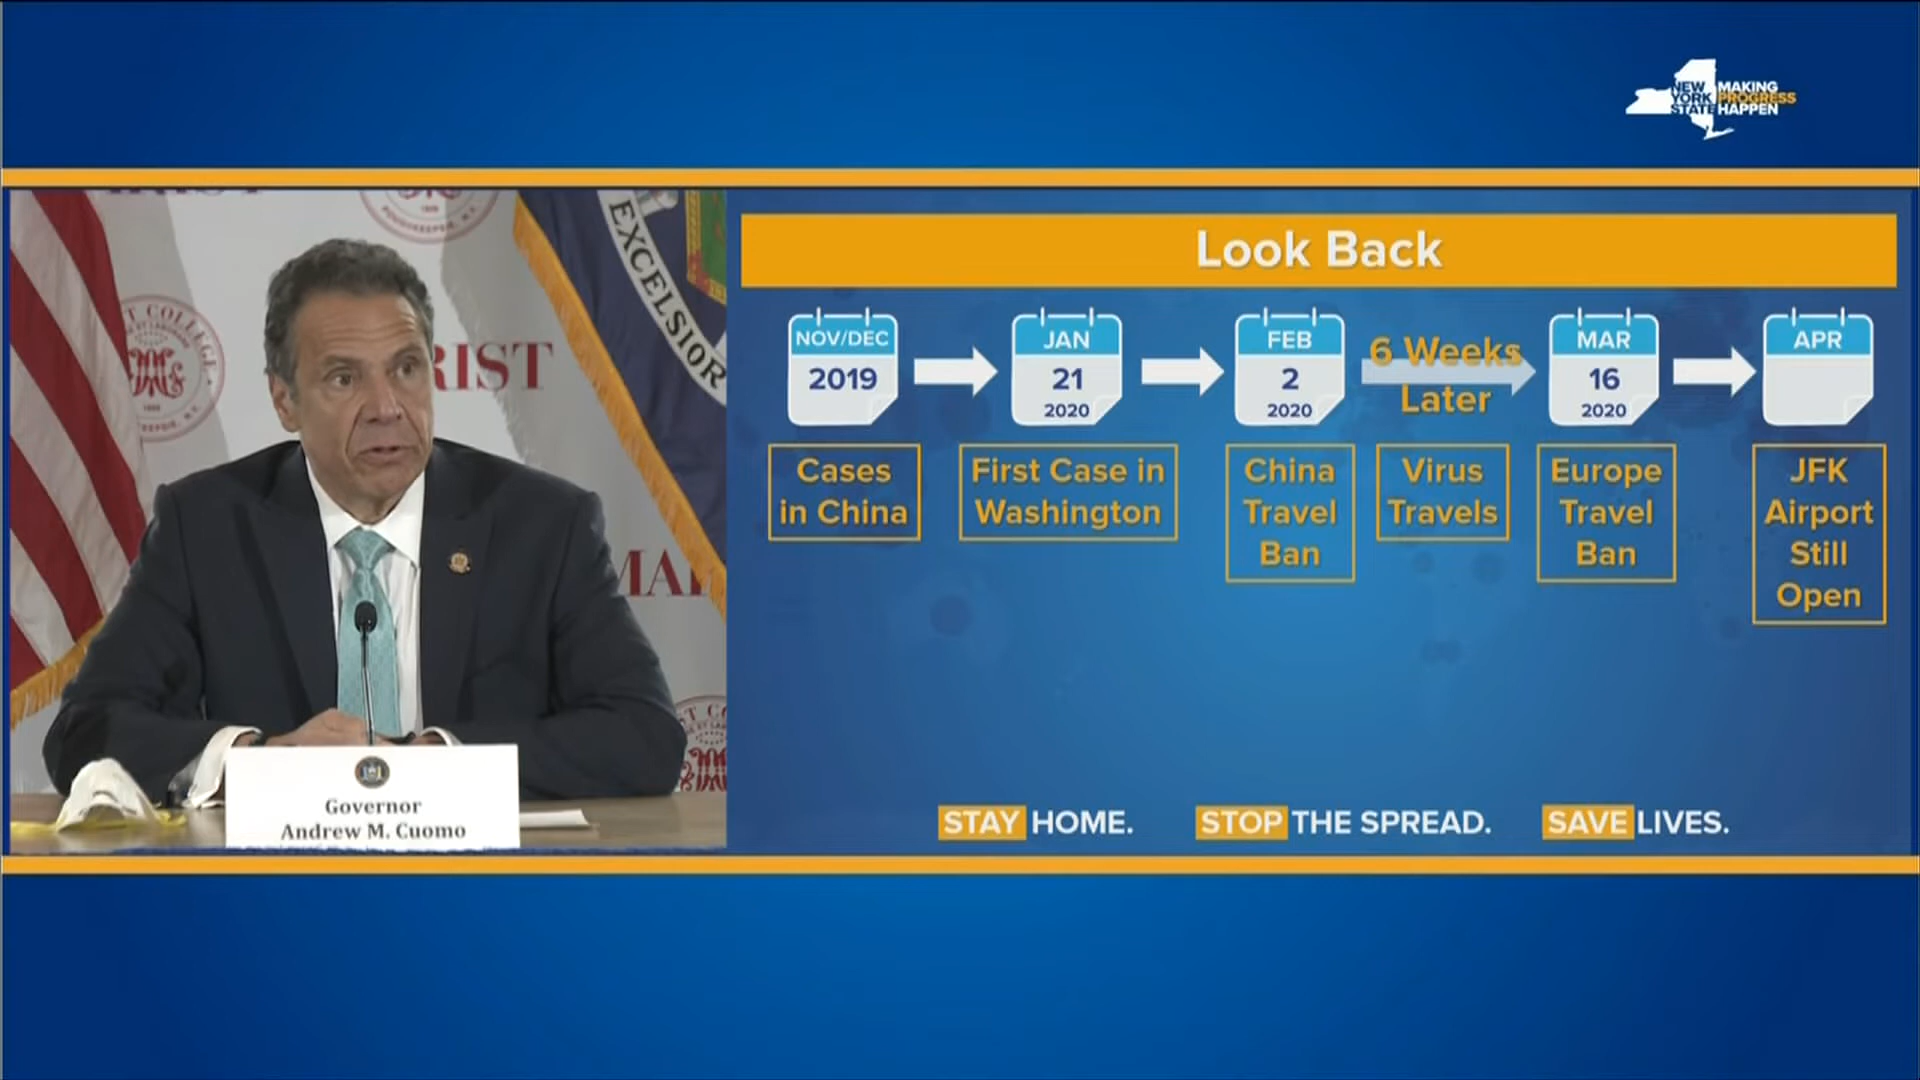 NEW
YORK
STATE
MAKING
PROGRESS
HAPPEN
EXCELSIOR
RIST
COLLEGE
Governor
Andrew M. Cuomo
Look Back
NOV/DEC
2019
Cases
in China
JAN
21
2020
First Case in
Washington
FEB
2
2020
China
Travel
Ban
6 Weeks
Later
Virus
Travels
MAR
16
2020
Europe
Travel
Ban
APR
JFK
Airport
Still
Open
STAY HOME.
STOP THE SPREAD.
SAVE LIVES.